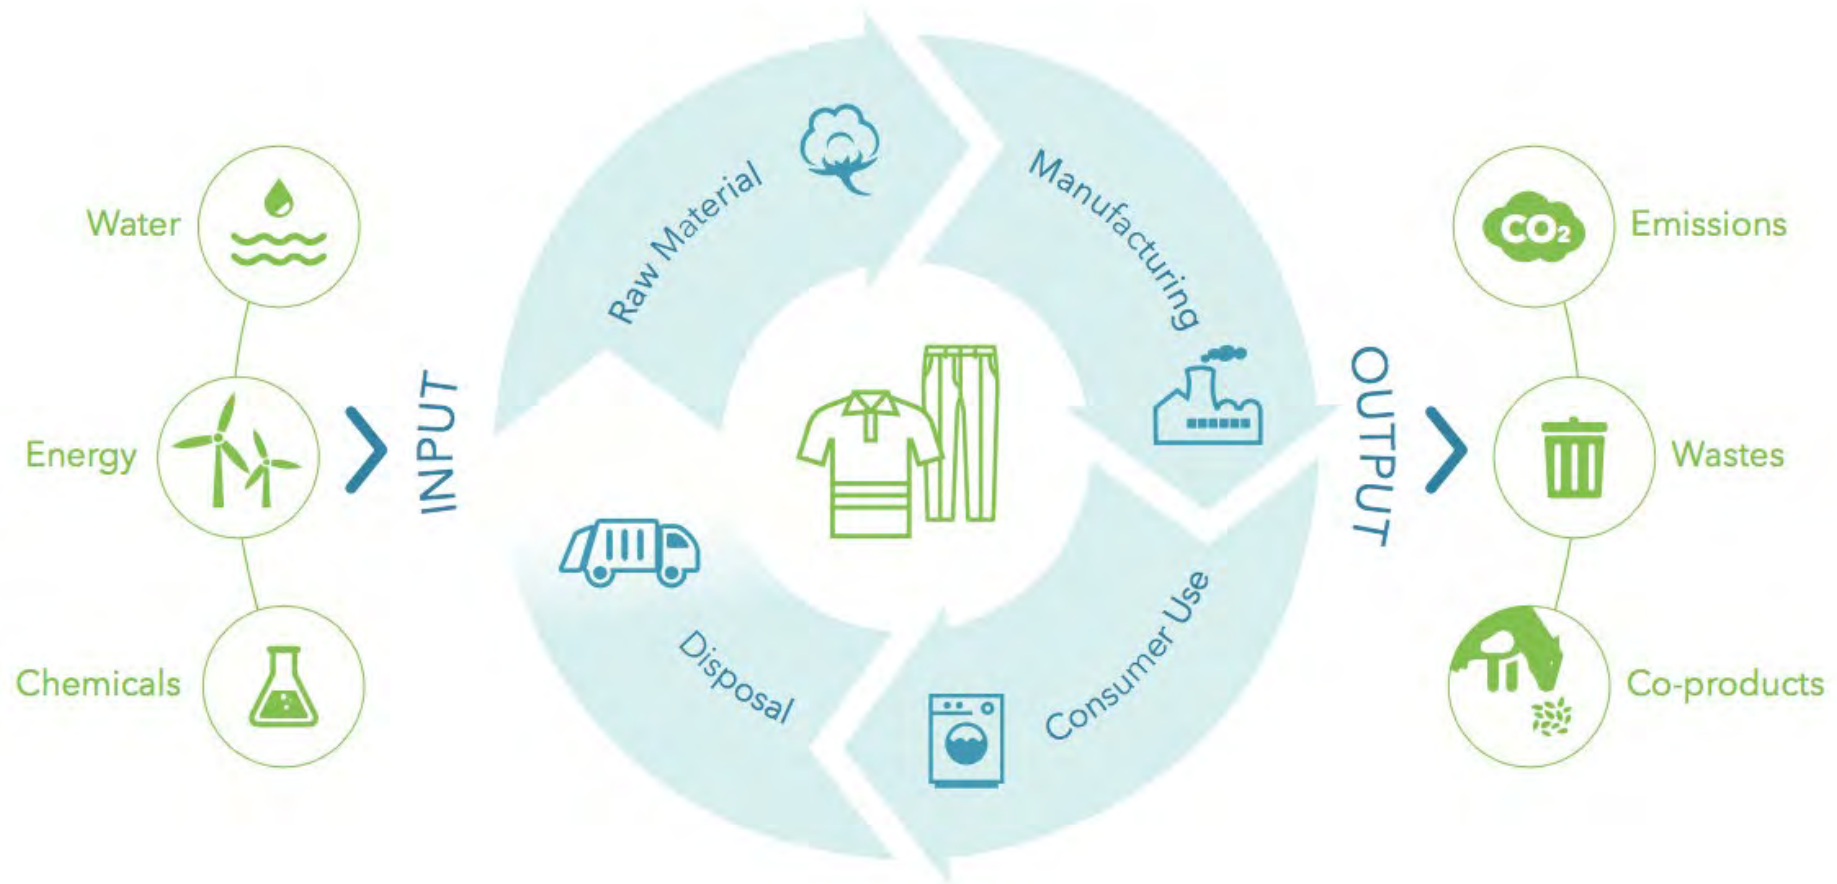 Water
Energy
Chemicals
INPUT
Raw Material
Manufacturing
Consumer Use
Disposal
OUTPUT
CO₂
Emissions
Wastes
Co-products